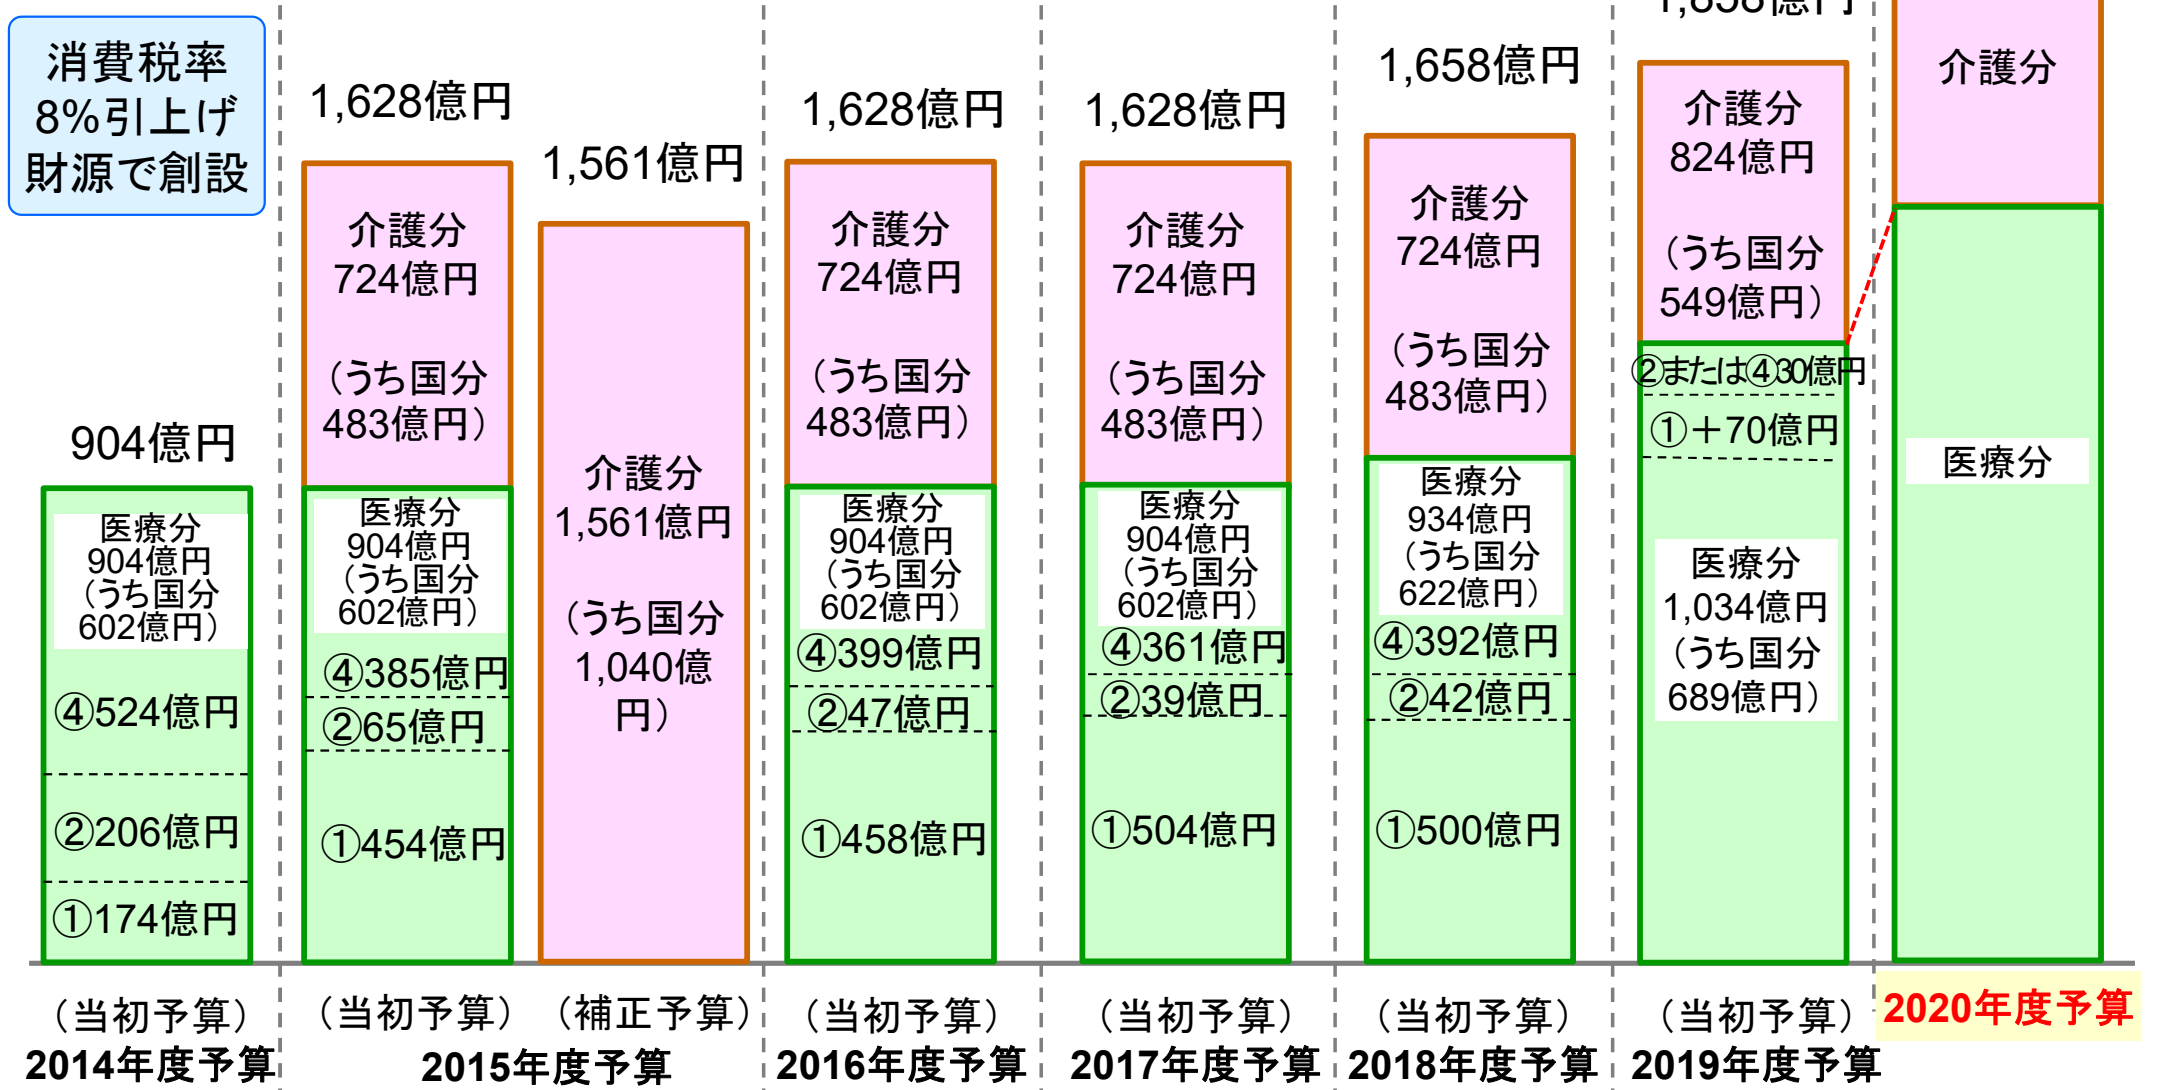 消費税率
8%引上げ
財源で創設
904億円
医療分
904億円
(うち国分
602億円)
④524億円
②206億円
①174億円
(当初予算)
2014年度予算
1,628億円
介護分
724億円
(うち国分
483億円)
医療分
904億円
(うち国分
602億円)
④385億円
②65億円
①454億円
(当初予算)
1,561億円
介護分
1,561億円
(うち国分
1,040億
円)
(補正予算)
2015年度予算
1,628億円
介護分
724億円
(うち国分
483億円)
医療分
904億円
(うち国分
602億円)
④399億円
②47億円
①458億円
(当初予算)
2016年度予算
1,628億円
介護分
724億円
(うち国分
483億円)
医療分
904億円
(うち国分
602億円)
④361億円
②39億円
①504億円
(当初予算)
2017年度予算
1,658億円
介護分
724億円
(うち国分
483億円)
医療分
934億円
(うち国分
622億円)
④392億円
②42億円
①500億円
(当初予算)
2018年度予算
1,858億円
介護分
824億円
(うち国分
549億円)
②または④30億円
①+70億円
医療分
1,034億円
(うち国分
689億円)
(当初予算)
2019年度予算
介護分
医療分
2020年度予算